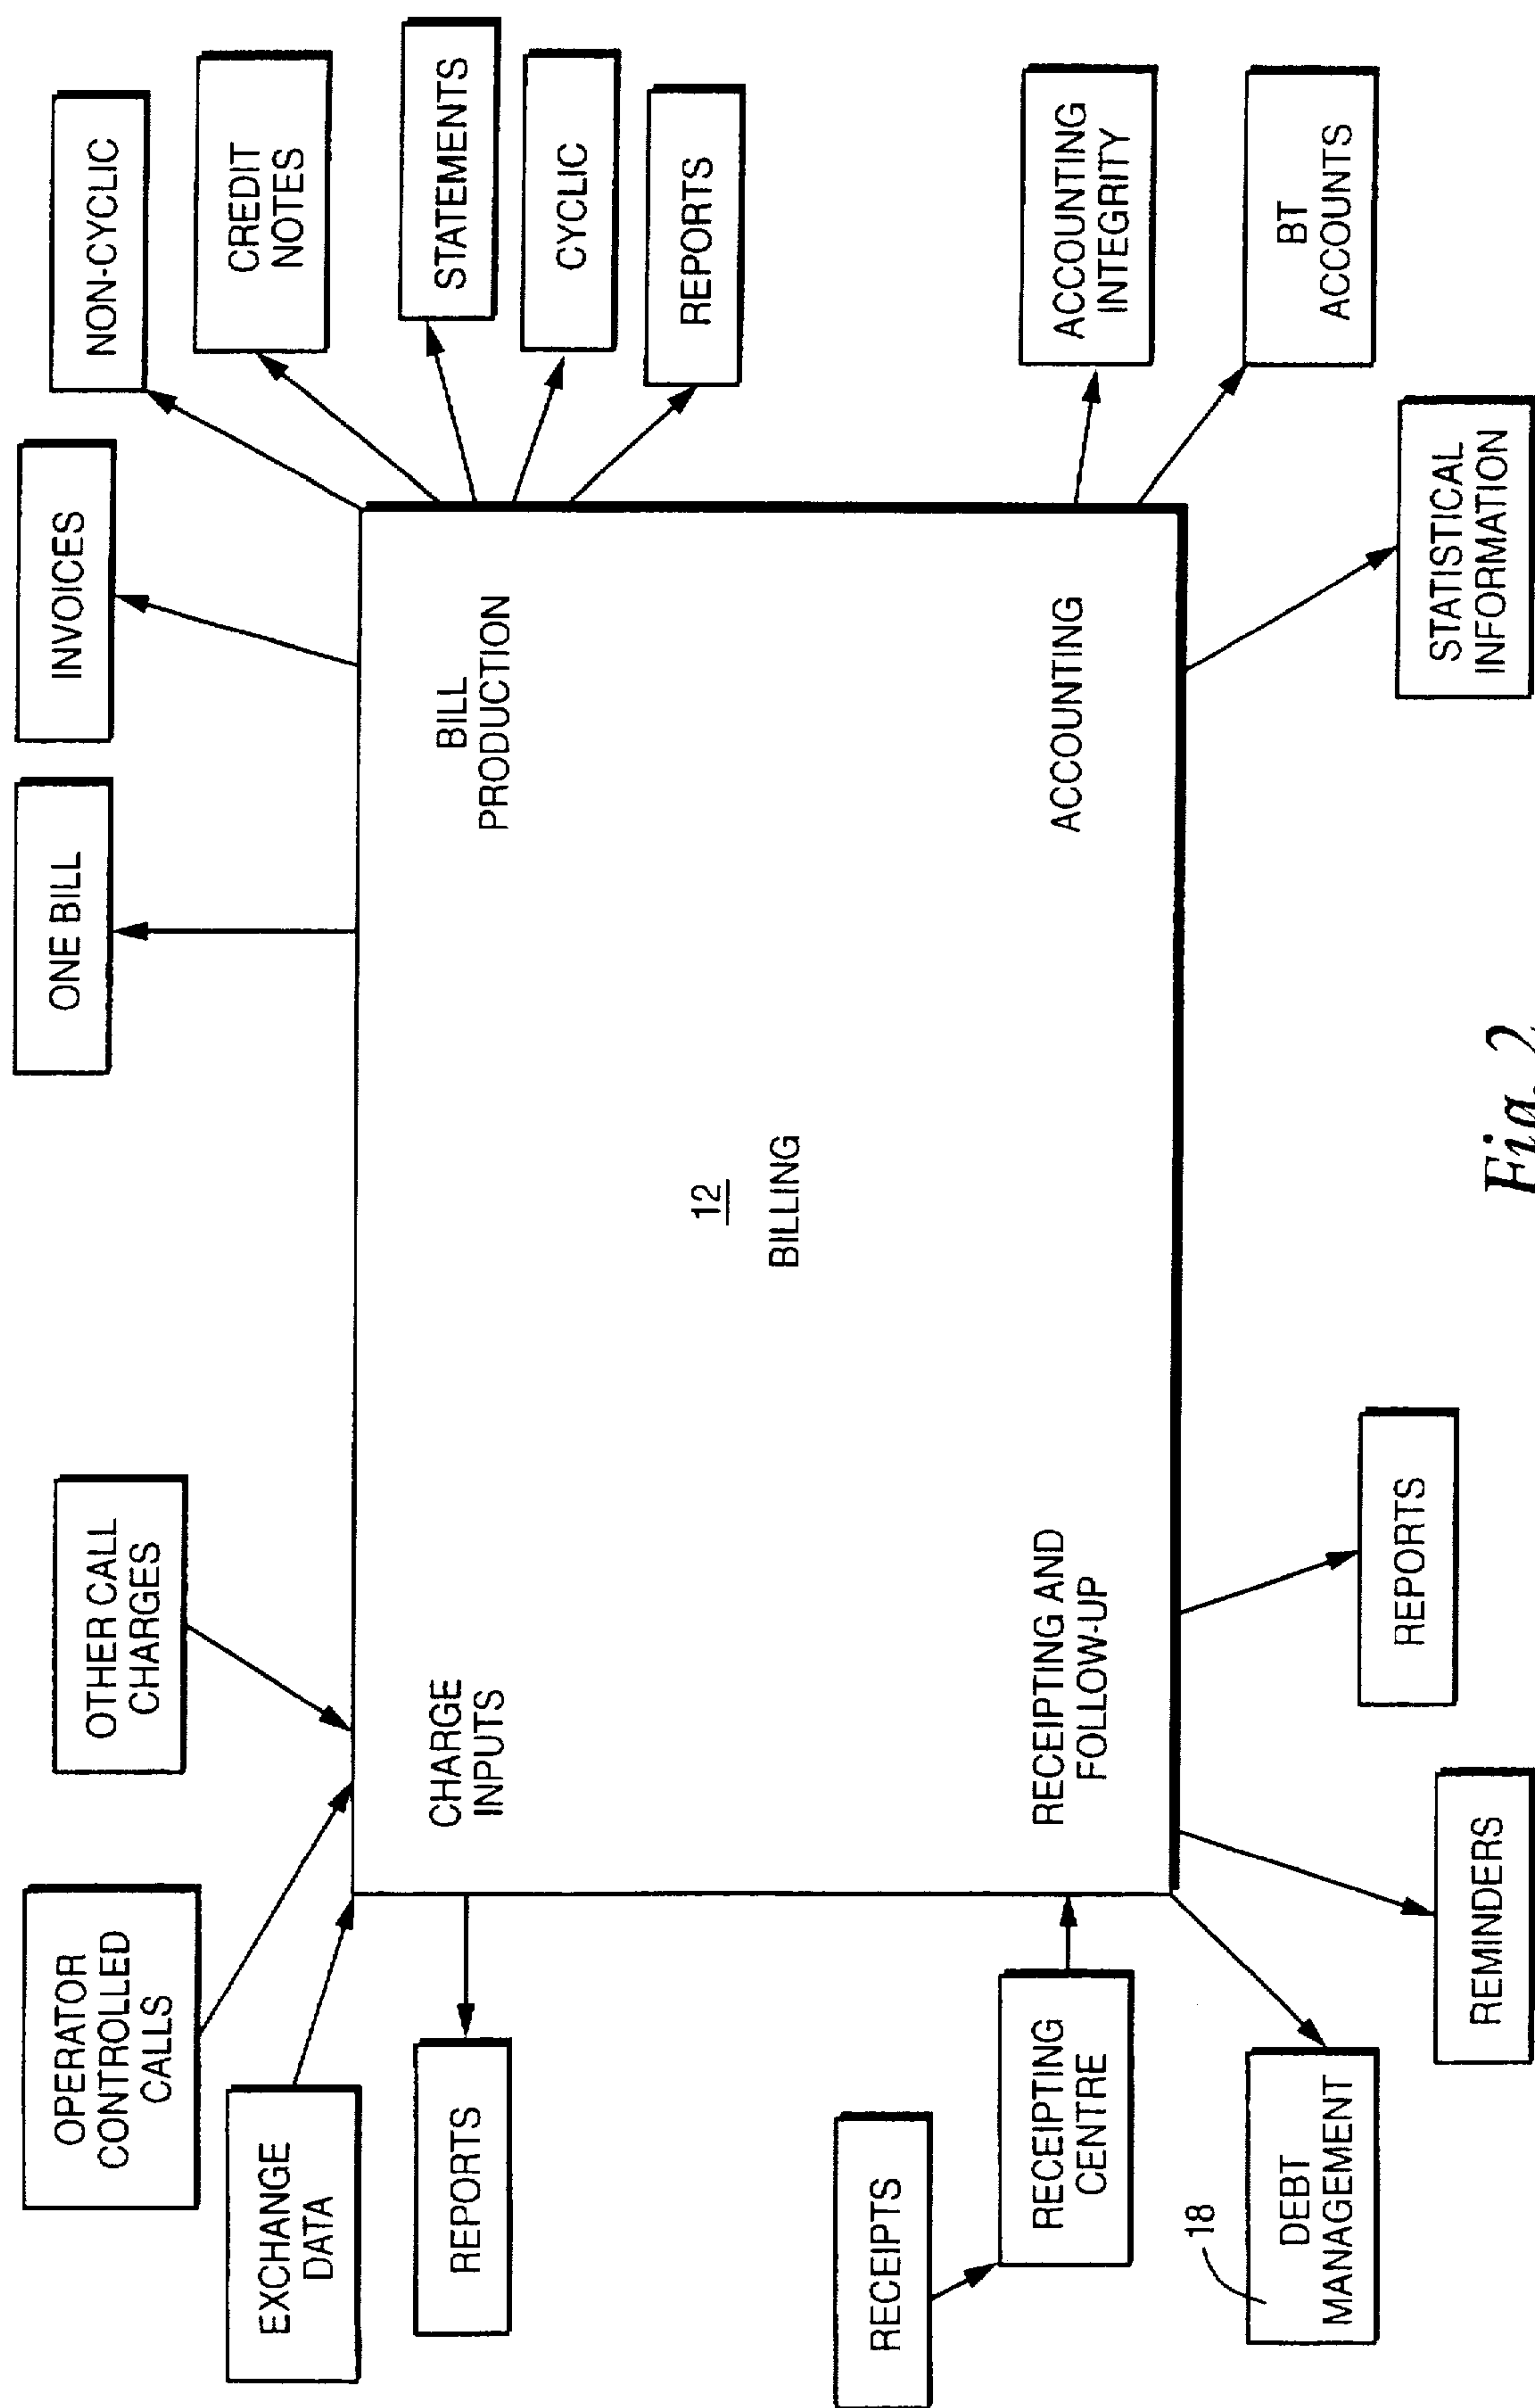 OPERATOR
CONTROLLED
CALLS
OTHER CALL
CHARGES
ONE BILL
INVOICES
NON-CYCLIC
EXCHANGE
DATA
CREDIT
NOTES
REPORTS
CHARGE
INPUTS
BILL
PRODUCTION
STATEMENTS
CYCLIC
REPORTS
12
BILLING
RECEIPTS
RECEIPTING
CENTRE
RECEIPTING AND
FOLLOW-UP
ACCOUNTING
ACCOUNTING
INTEGRITY
18
DEBT
MANAGEMENT
BT
ACCOUNTS
REMINDERS
REPORTS
STATISTICAL
INFORMATION
Fig. 2